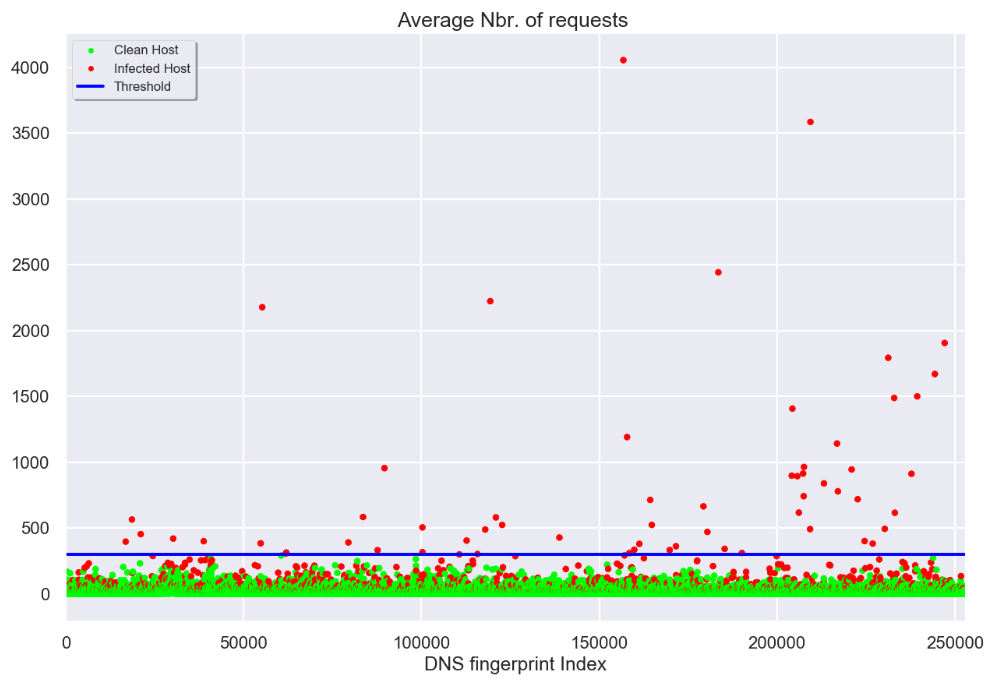 Average Nbr. of requests
Clean Host
Infected Host
Threshold
4000
3500
3000
2500
2000
1500
1000
500
0
0 50000 100000 150000 200000 250000
DNS fingerprint Index